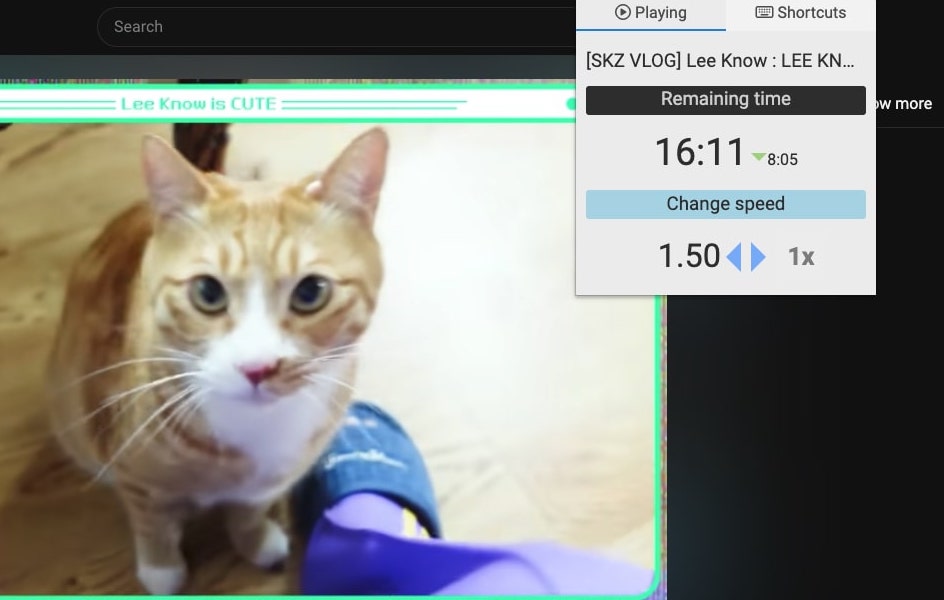 Search
Playing
Shortcuts
[SKZ VLOG] Lee Know : LEE KN...
Remaining time
ow more
16:11
8:05
Change speed
1.50
1x
Lee Know is CUTE